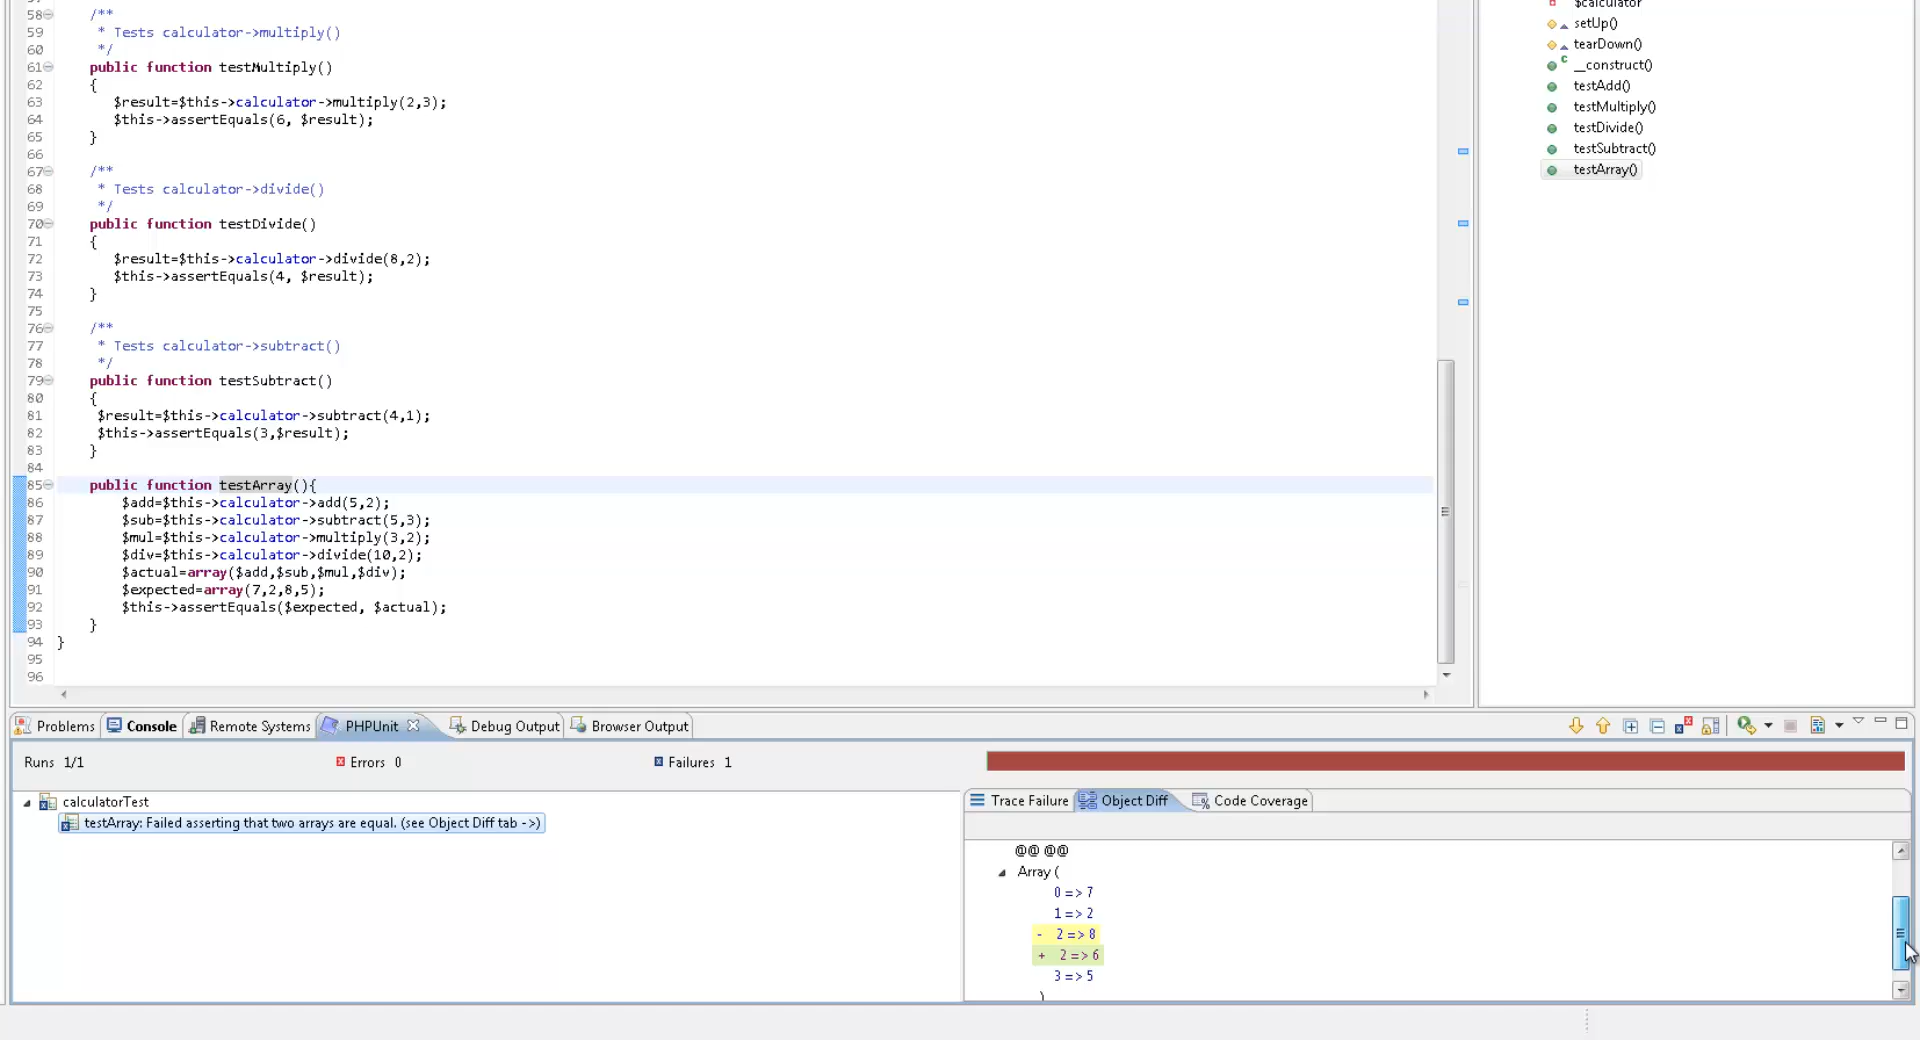 58 /**
59 * Tests calculator->multiply()
60 */
61 public function testMultiply()
62 {
63 $result=$this->calculator->multiply(2,3);
64 $this->assertEquals(6, $result);
65 }
66
67 /**
68 * Tests calculator->divide()
69 */
70 public function testDivide()
71 {
72 $result=$this->calculator->divide(8,2);
73 $this->assertEquals(4, $result);
74 }
75
76 /**
77 * Tests calculator->subtract()
78 */
79 public function testSubtract()
80 {
81 $result=$this->calculator->subtract(4,1);
82 $this->assertEquals(3,$result);
83 }
84
85 public function testArray(){
86 $add=$this->calculator->add(5,2);
87 $sub=$this->calculator->subtract(5,3);
88 $mul=$this->calculator->multiply(3,2);
89 $div=$this->calculator->divide(10,2);
90 $actual=array($add,$sub,$mul,$div);
91 $expected=array(7,2,8,5);
92 $this->assertEquals($expected, $actual);
93 }
94 }
95
96
$calculator
setUp()
tearDown()
__construct()
testAdd()
testMultiply()
testDivide()
testSubtract()
testArray()
Problems Console Remote Systems PHPUnit Debug Output Browser Output
Runs 1/1 Errors 0 Failures 1
calculatorTest
testArray: Failed asserting that two arrays are equal. (see Object Diff tab ->)
Trace Failure Object Diff Code Coverage
@@ @@
Array (
0 => 7
1 => 2
- 2 => 8
+ 2 => 6
3 => 5
)